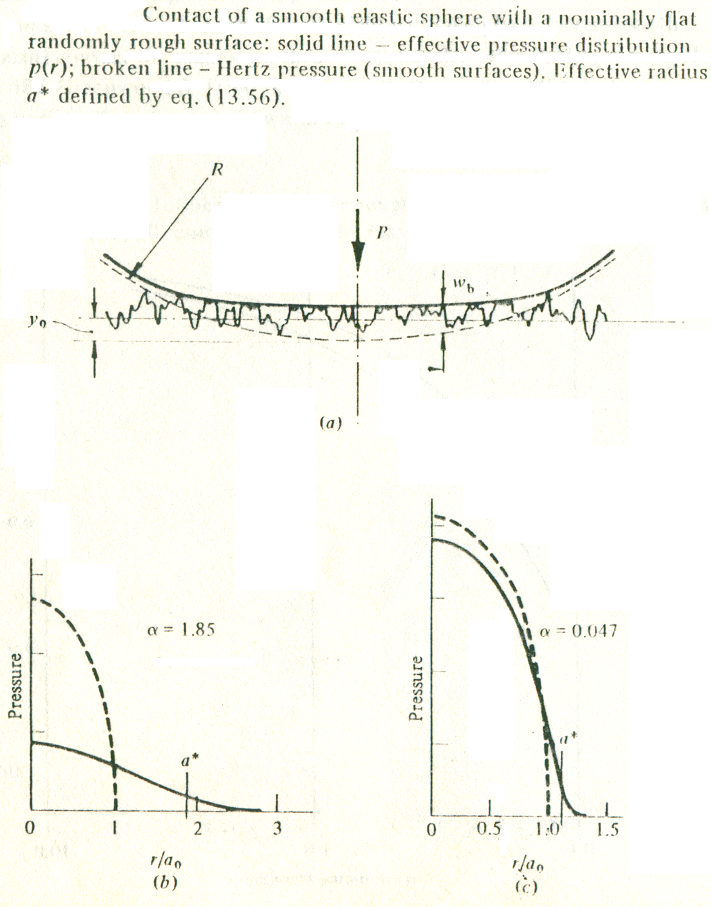 Contact of a smooth elastic sphere with a nominally flat
randomly rough surface: solid line – effective pressure distribution
p(r); broken line – Hertz pressure (smooth surfaces). Effective radius
a* defined by eq. (13.56).
R
P
w_b
y_0
(a)
α = 1.85
Pressure
a*
0 1 2 3
r/a_0
(b)
α = 0.047
Pressure
a*
0 0.5 1.0 1.5
r/a_0
(c)